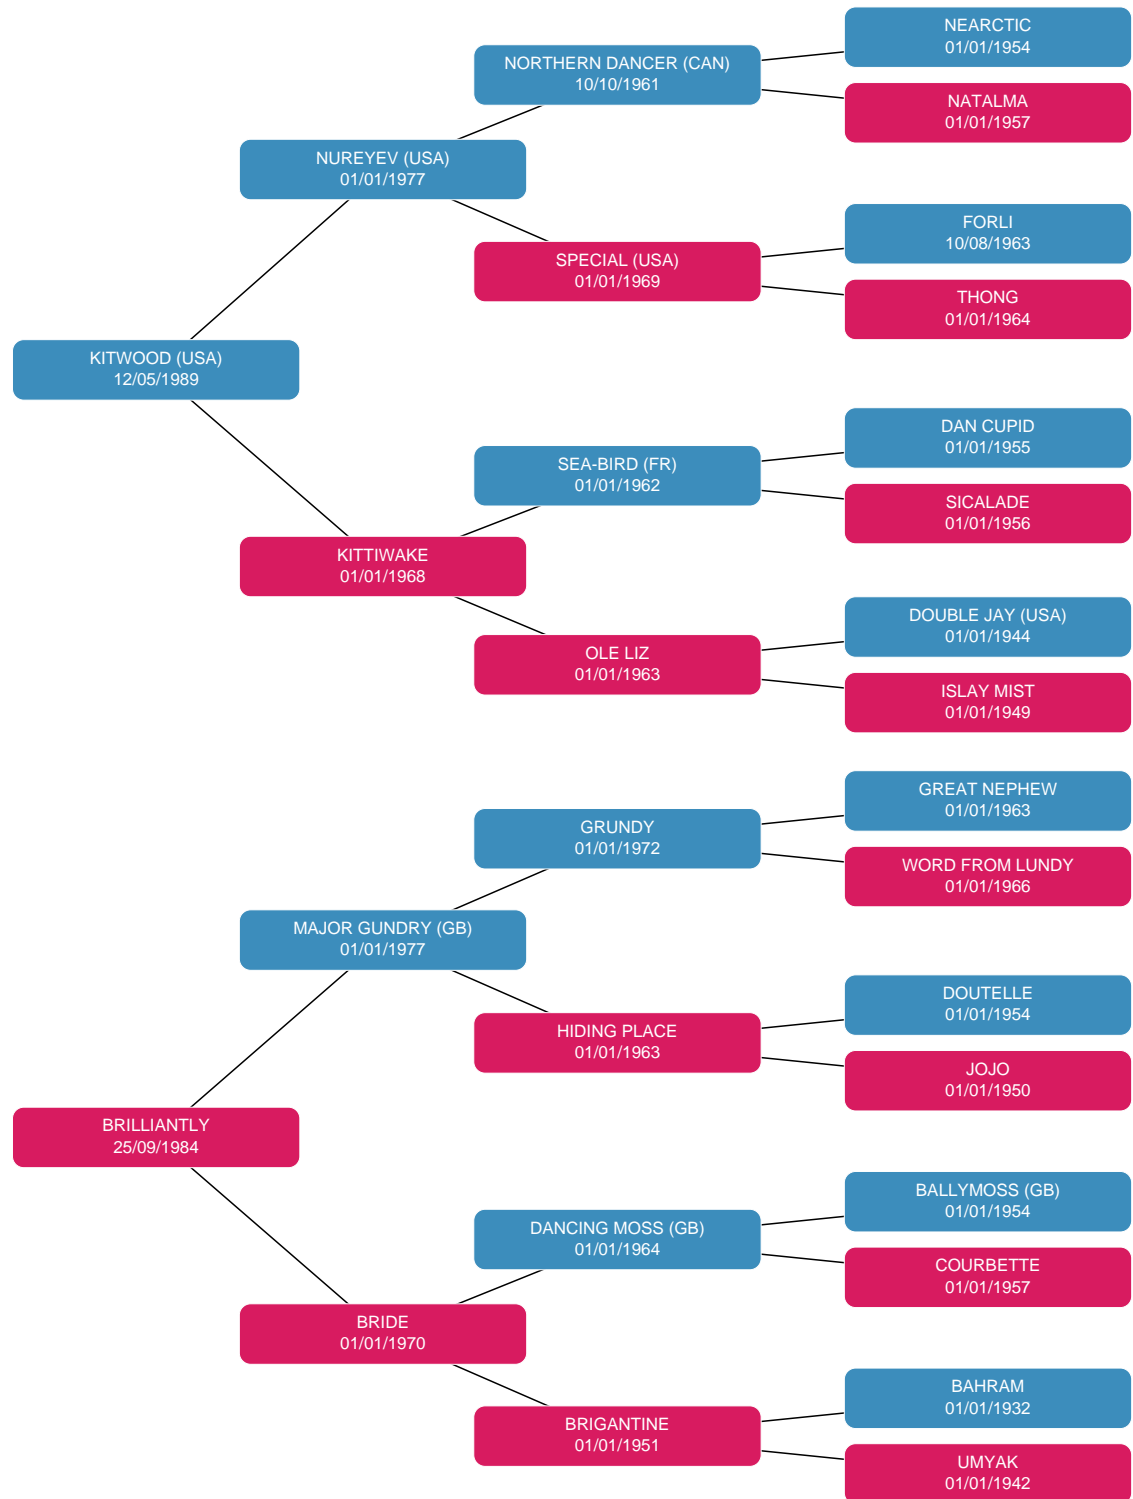 NEARCTIC
01/01/1954
NORTHERN DANCER (CAN)
10/10/1961
NATALMA
01/01/1957
NUREYEV (USA)
01/01/1977
FORLI
10/08/1963
SPECIAL (USA)
01/01/1969
THONG
01/01/1964
KITWOOD (USA)
12/05/1989
DAN CUPID
01/01/1955
SEA-BIRD (FR)
01/01/1962
SICALADE
01/01/1956
KITTIWAKE
01/01/1968
DOUBLE JAY (USA)
01/01/1944
OLE LIZ
01/01/1963
ISLAY MIST
01/01/1949
GREAT NEPHEW
01/01/1963
GRUNDY
01/01/1972
WORD FROM LUNDY
01/01/1966
MAJOR GUNDRY (GB)
01/01/1977
DOUTELLE
01/01/1954
HIDING PLACE
01/01/1963
JOJO
01/01/1950
BRILLIANTLY
25/09/1984
BALLYMOSS (GB)
01/01/1954
DANCING MOSS (GB)
01/01/1964
COURBETTE
01/01/1957
BRIDE
01/01/1970
BAHRAM
01/01/1932
BRIGANTINE
01/01/1951
UMYAK
01/01/1942